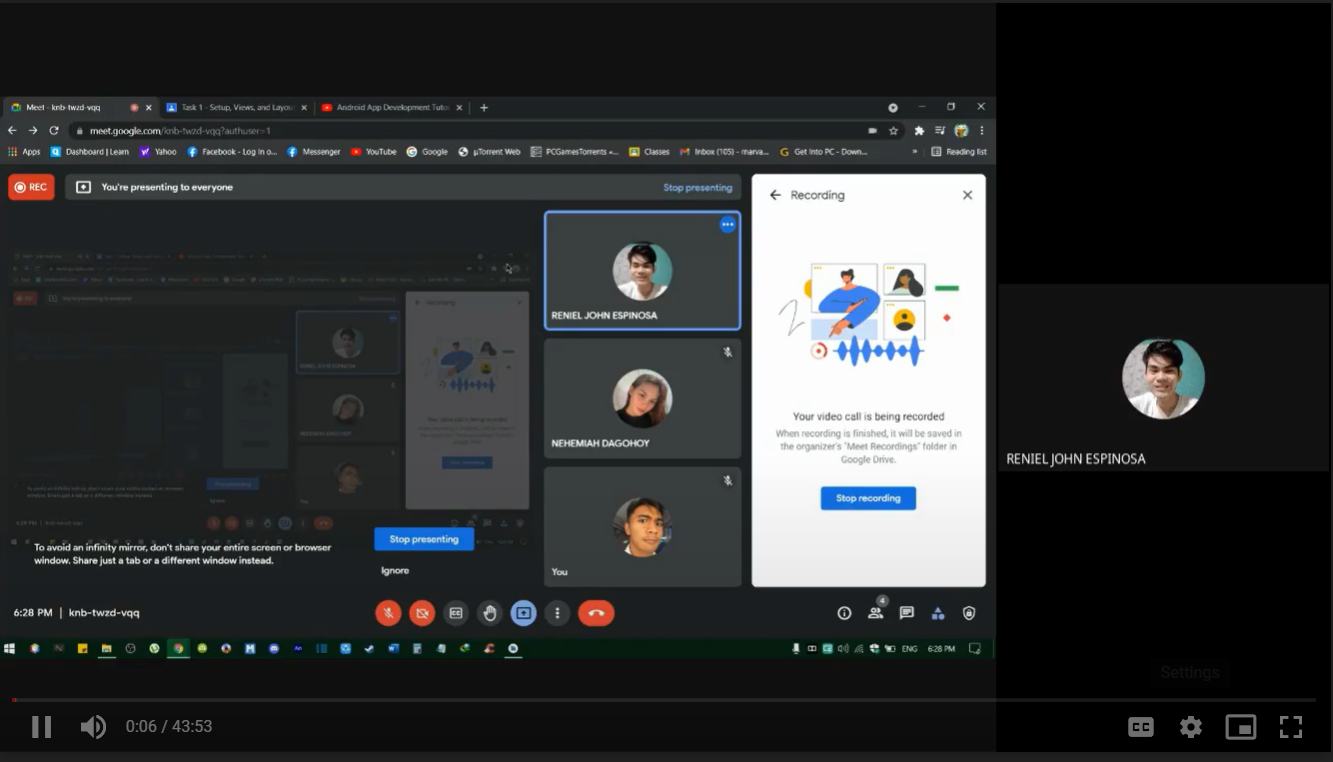 Meet - knb-twzd-vqq
Task 1 - Setup, Views, and Layou
Android App Development Tuto
meet.google.com/knb-twzd-vqq?authuser=1
Apps
Dashboard | Learn
Yahoo
Facebook - Log In o...
Messenger
YouTube
Google
µTorrent Web
PCGamesTorrents «...
Classes
Inbox (105) - marva...
Get Into PC - Down...
»
Reading list
REC
You're presenting to everyone
Stop presenting
Recording
RENIEL JOHN ESPINOSA
NEHEMIAH DAGOHOY
You
Your video call is being recorded
When recording is finished, it will be saved in
the organizer's "Meet Recordings" folder in
Google Drive.
Stop recording
To avoid an infinity mirror, don't share your entire screen or browser
window. Share just a tab or a different window instead.
Stop presenting
Ignore
6:28 PM | knb-twzd-vqq
4
ENG
6:28 PM
RENIEL JOHN ESPINOSA
Settings
0:06 / 43:53
CC